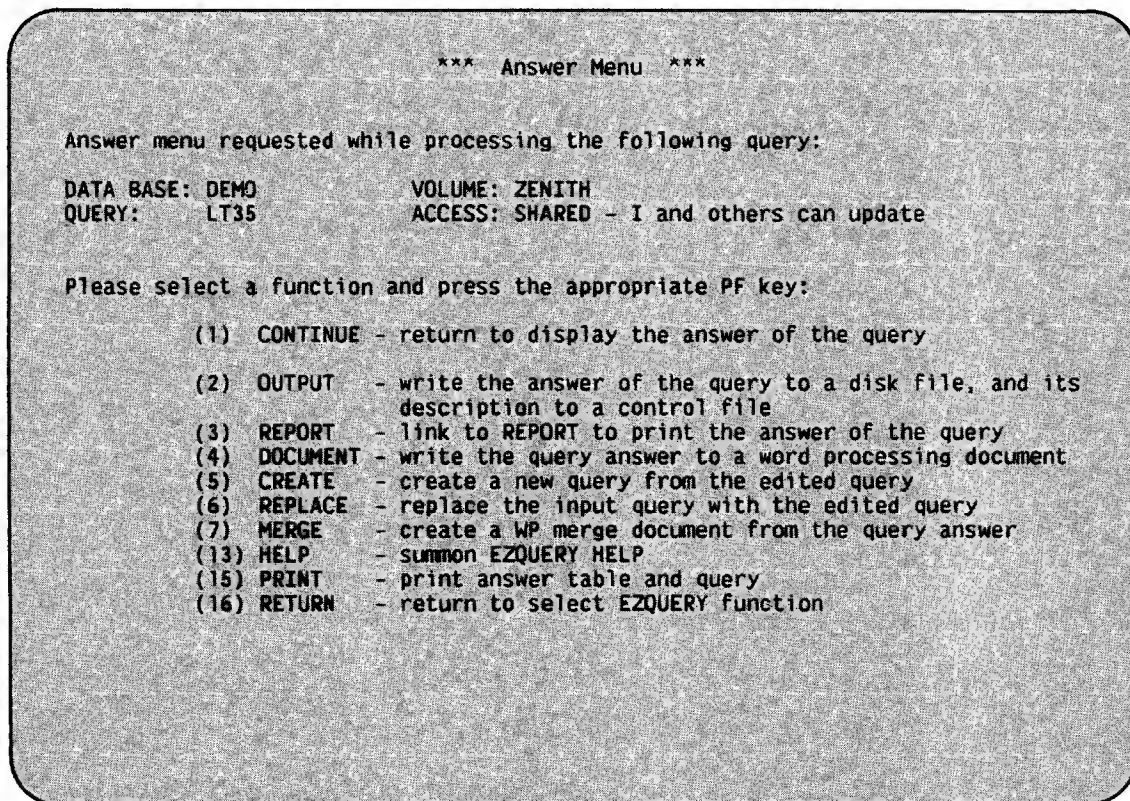 *** Answer Menu ***
Answer menu requested while processing the following query:
DATA BASE: DEMO VOLUME: ZENITH
QUERY: LT35 ACCESS: SHARED - I and others can update
Please select a function and press the appropriate PF key:
(1) CONTINUE - return to display the answer of the query
(2) OUTPUT - write the answer of the query to a disk file, and its
description to a control file
(3) REPORT - link to REPORT to print the answer of the query
(4) DOCUMENT - write the query answer to a word processing document
(5) CREATE - create a new query from the edited query
(6) REPLACE - replace the input query with the edited query
(7) MERGE - create a WP merge document from the query answer
(13) HELP - summon EZQUERY HELP
(15) PRINT - print answer table and query
(16) RETURN - return to select EZQUERY function